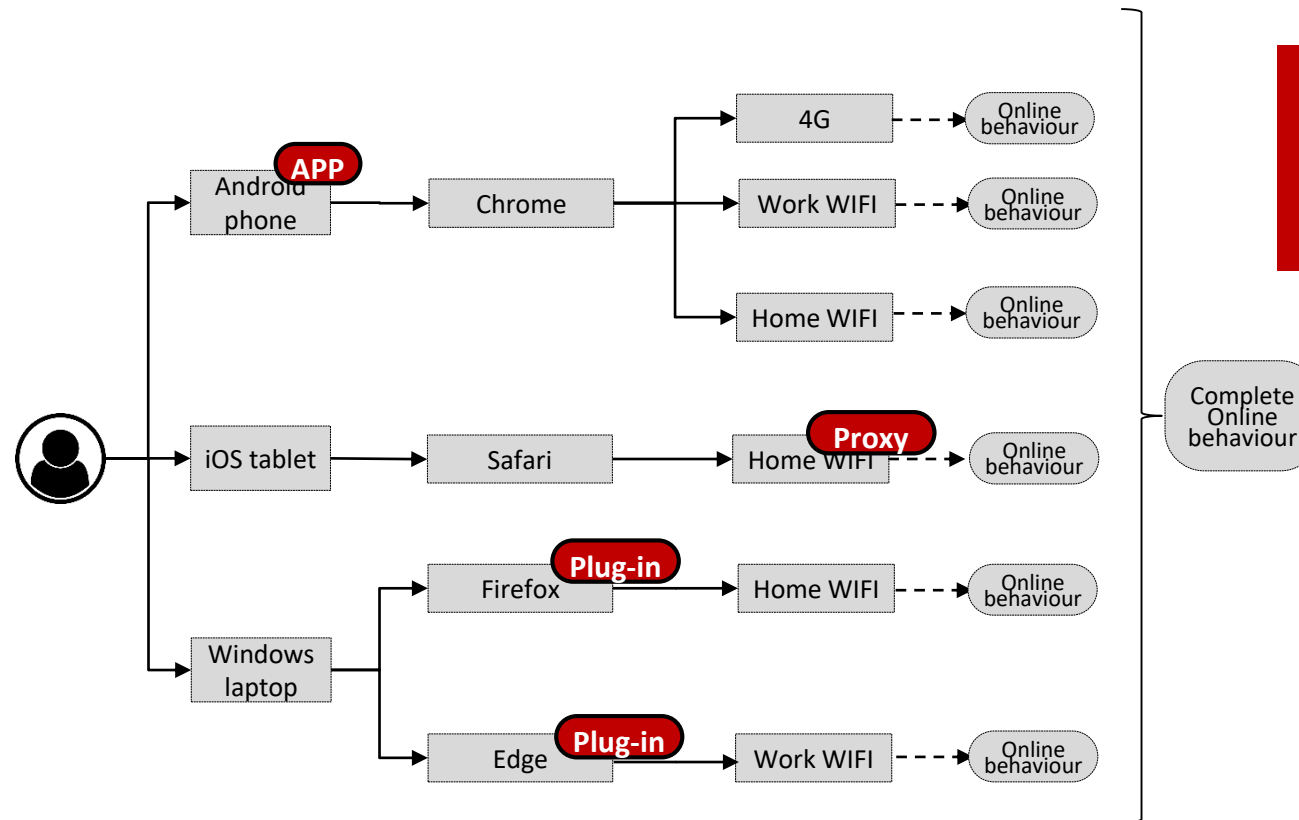 APP
Android
phone
Chrome
4G
Online
behaviour
Work WIFI
Online
behaviour
Home WIFI
Online
behaviour
iOS tablet
Safari
Proxy
Home WIFI
Online
behaviour
Windows
laptop
Plug-in
Firefox
Home WIFI
Online
behaviour
Plug-in
Edge
Work WIFI
Online
behaviour
Complete
Online
behaviour